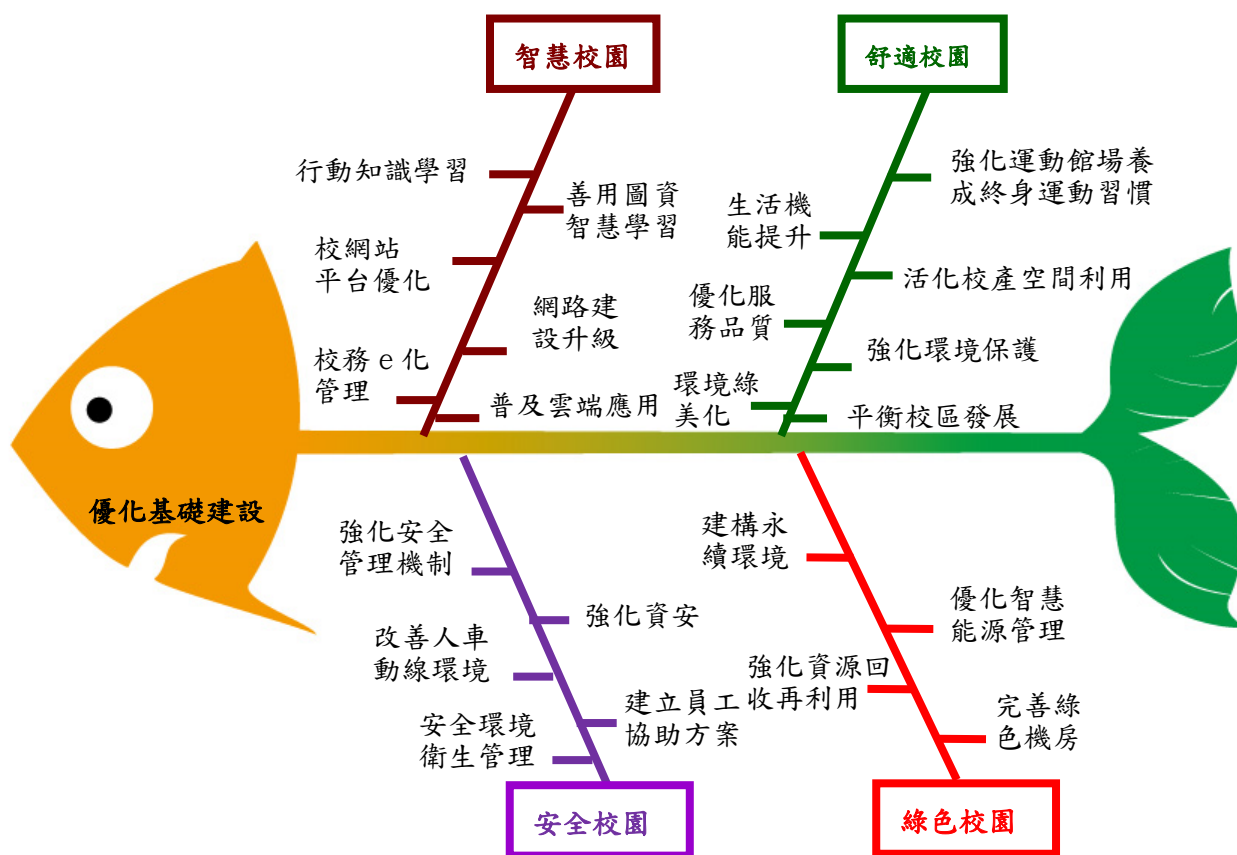 智慧校園
舒適校園
行動知識學習
善用圖資
智慧學習
校網站
平台優化
網路建
設升級
校務e化
管理
普及雲端應用
強化運動館場養
成終身運動習慣
生活機
能提升
活化校產空間利用
優化服
務品質
強化環境保護
環境綠
美化
平衡校區發展
優化基礎建設
強化安全
管理機制
強化資安
改善人車
動線環境
建立員工
協助方案
安全環境
衛生管理
建構永
續環境
優化智慧
能源管理
強化資源回
收再利用
完善綠
色機房
安全校園
綠色校園